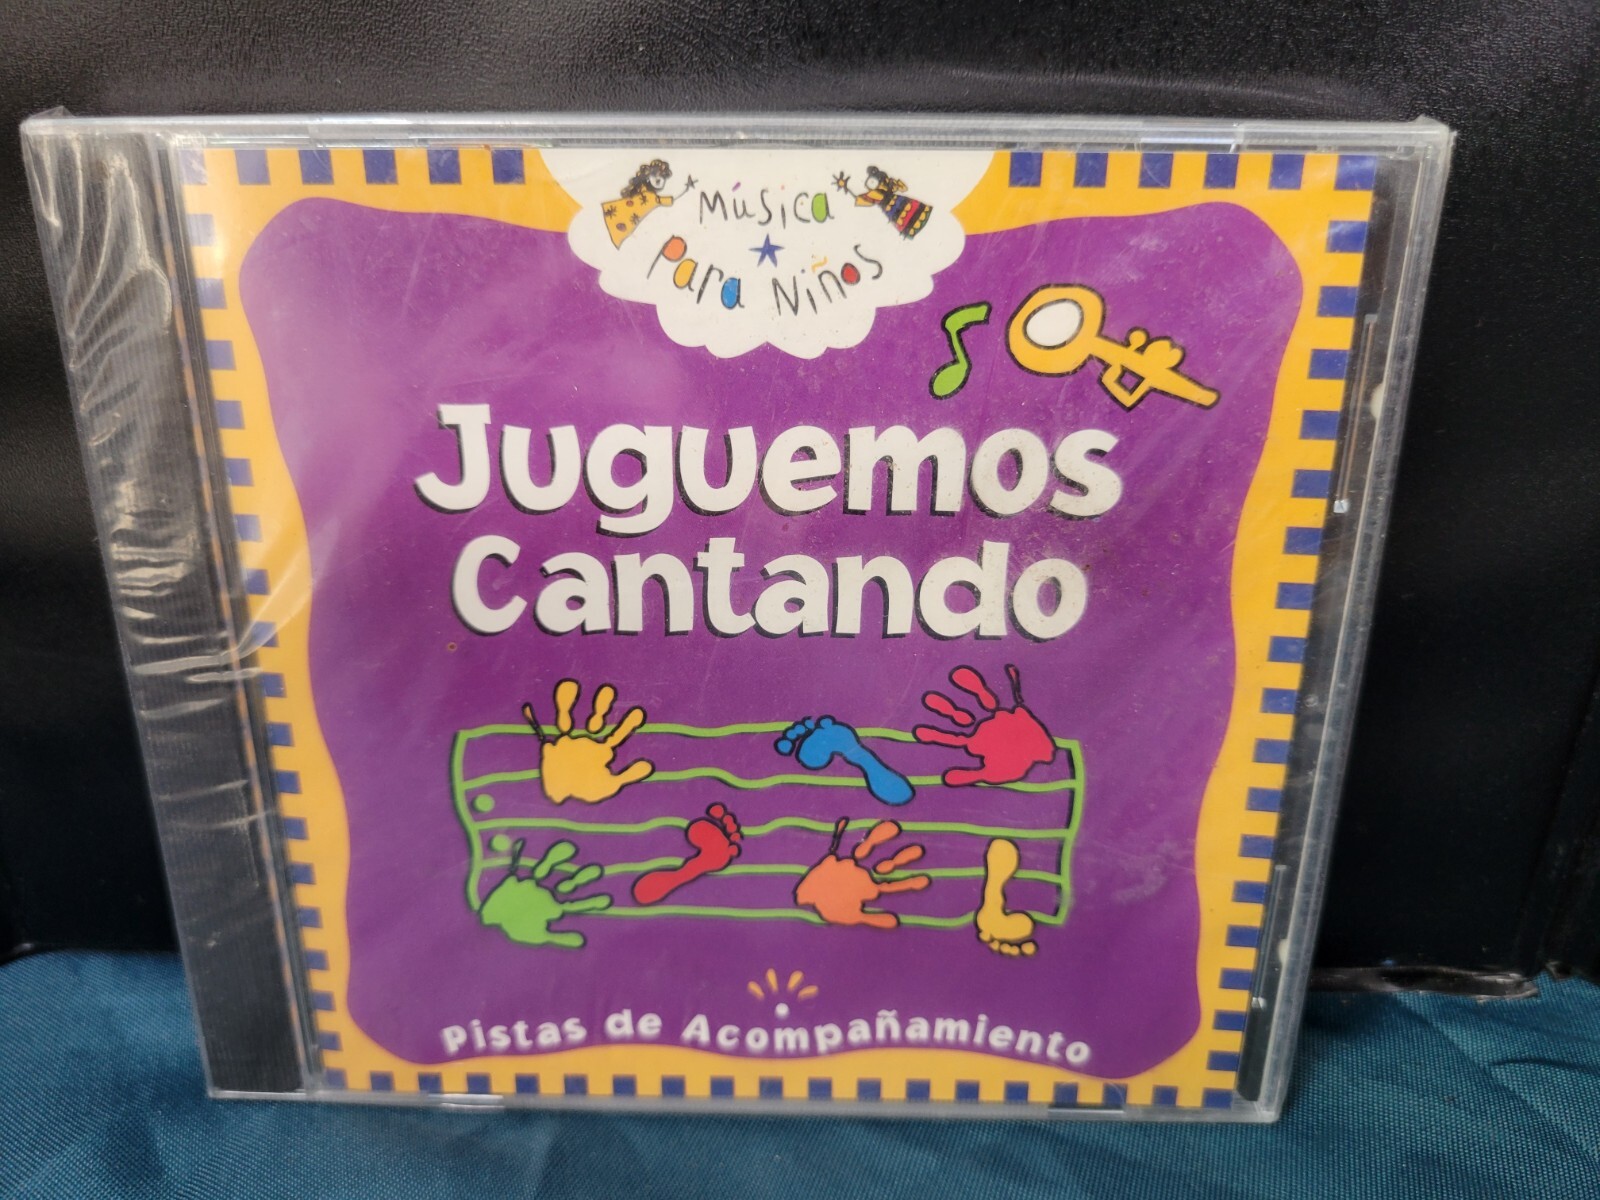 Música
Para Niños
Juguemos
Cantando
Pistas de Acompañamiento